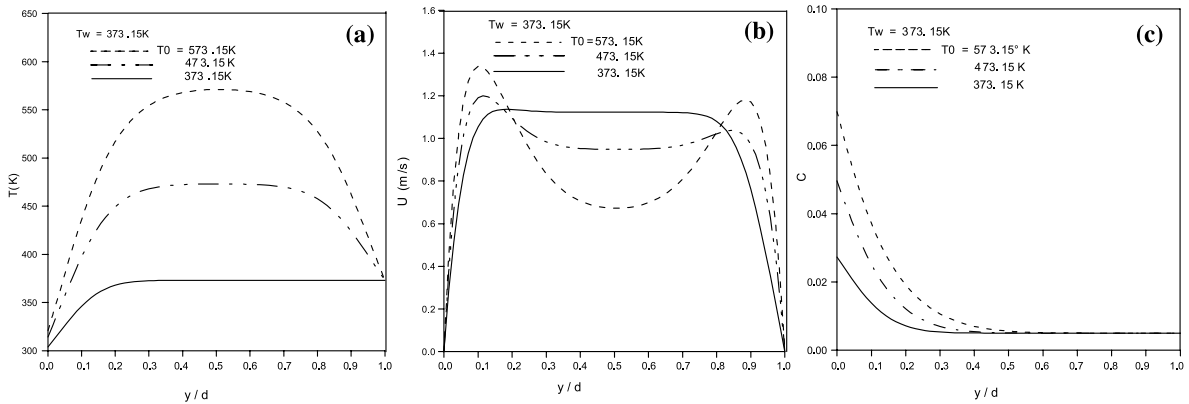 (a)
Tw = 373.15K
T0 = 573.15K
473.15 K
373.15K
650
600
550
500
450
400
350
300
T(K)
0.0 0.1 0.2 0.3 0.4 0.5 0.6 0.7 0.8 0.9 1.0
y / d
(b)
Tw = 373.15K
T0=573.15K
473.15K
373.15 K
1.6
1.4
1.2
1.0
0.8
0.6
0.4
0.2
0.0
U (m/s)
0.0 0.1 0.2 0.3 0.4 0.5 0.6 0.7 0.8 0.9 1.0
y / d
(c)
Tw = 373.15 K
T0 = 573.15° K
473.15 K
373.15 K
0.10
0.08
0.06
0.04
0.02
0.00
C
0.0 0.1 0.2 0.3 0.4 0.5 0.6 0.7 0.8 0.9 1.0
y / d